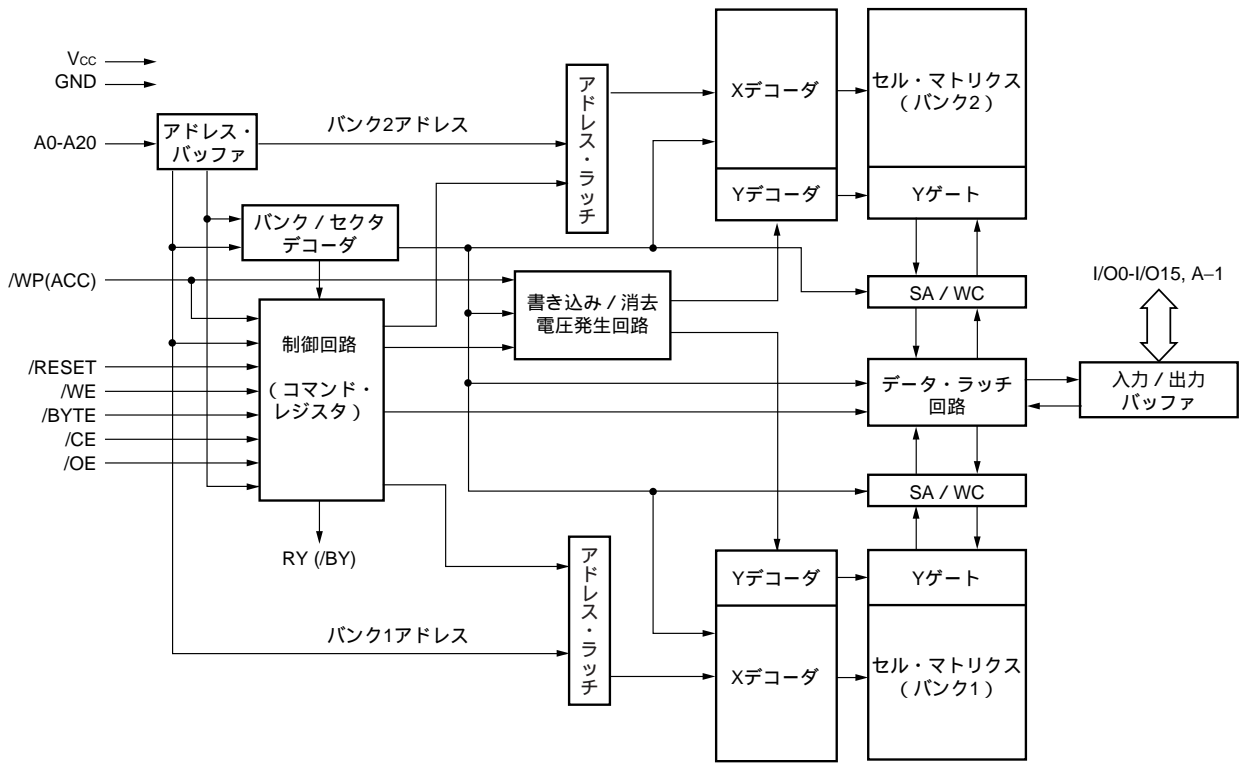 Vcc
GND
A0-A20
アドレス・
バッファ
バンク2アドレス
アドレス・ラッチ
Xデコーダ
セル・マトリクス
(バンク2)
Yデコーダ
Yゲート
バンク/セクタ
デコーダ
/WP(ACC)
書き込み/消去
電圧発生回路
SA/WC
I/O0-I/O15, A–1
制御回路
(コマンド・
レジスタ)
/RESET
/WE
/BYTE
/CE
/OE
データ・ラッチ
回路
入力/出力
バッファ
SA/WC
RY (/BY)
アドレス・ラッチ
Yデコーダ
Yゲート
バンク1アドレス
Xデコーダ
セル・マトリクス
(バンク1)